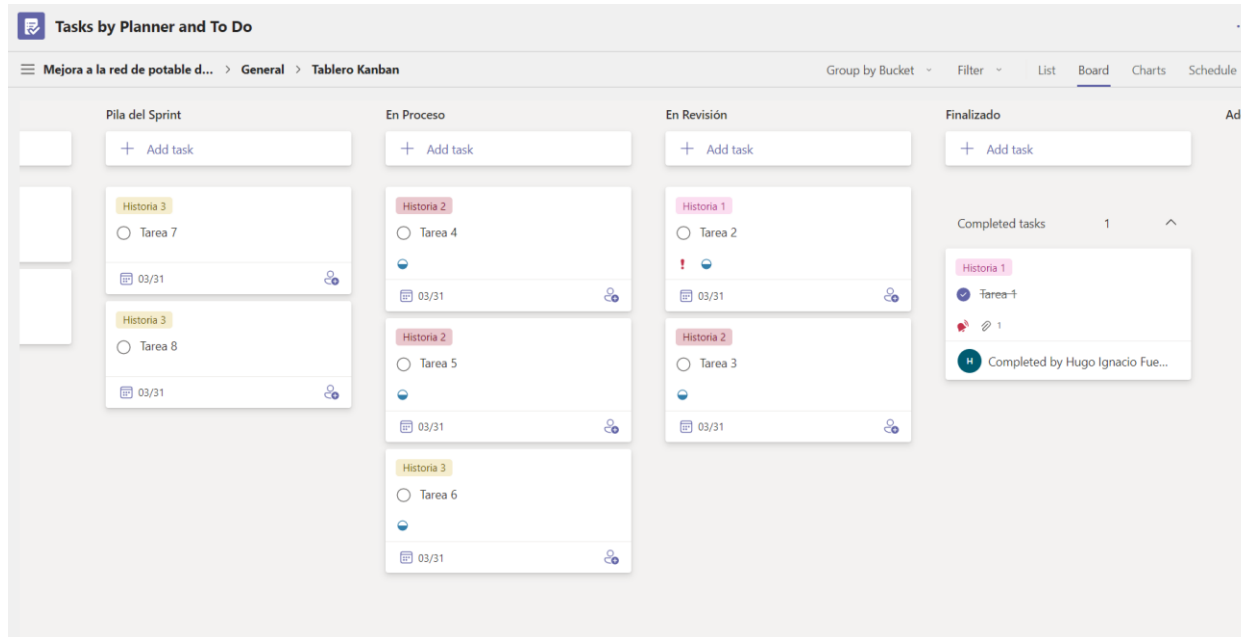 Tasks by Planner and To Do
Mejora a la red de potable d... > General > Tablero Kanban
Group by Bucket
Filter
List
Board
Charts
Schedule
Pila del Sprint
+ Add task
Historia 3
Tarea 7
03/31
Historia 3
Tarea 8
03/31
En Proceso
+ Add task
Historia 2
Tarea 4
03/31
Historia 2
Tarea 5
03/31
Historia 3
Tarea 6
03/31
En Revisión
+ Add task
Historia 1
Tarea 2
03/31
Historia 2
Tarea 3
03/31
Finalizado
+ Add task
Completed tasks 1
Historia 1
Tarea 1
1
H
Completed by Hugo Ignacio Fue...
Ad